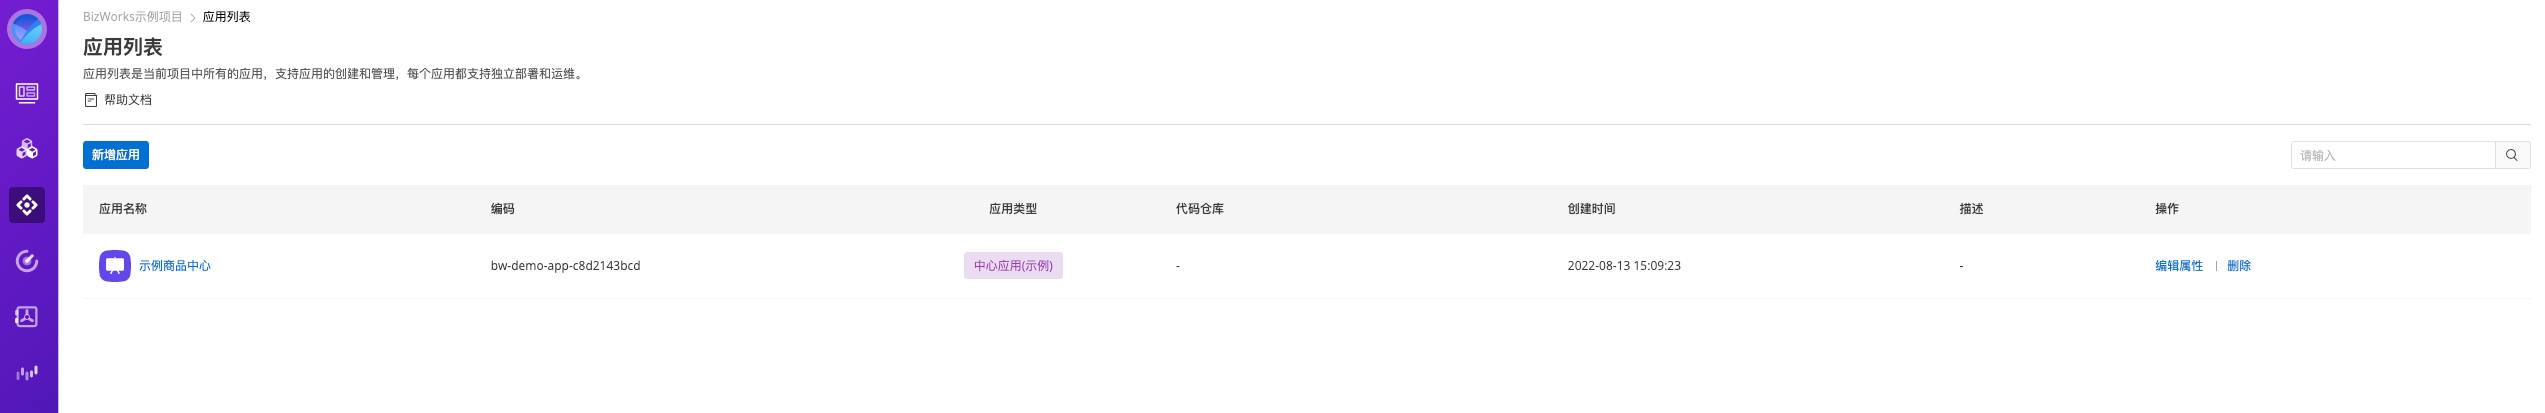 BizWorks示例项目 > 应用列表
应用列表
应用列表是当前项目中所有的应用，支持应用的创建和管理，每个应用都支持独立部署和运维。
帮助文档
新增应用 请输入
应用名称 编码 应用类型 代码仓库 创建时间 描述 操作
示例商品中心 bw-demo-app-c8d2143bcd 中心应用(示例) - 2022-08-13 15:09:23 - 编辑属性 | 删除